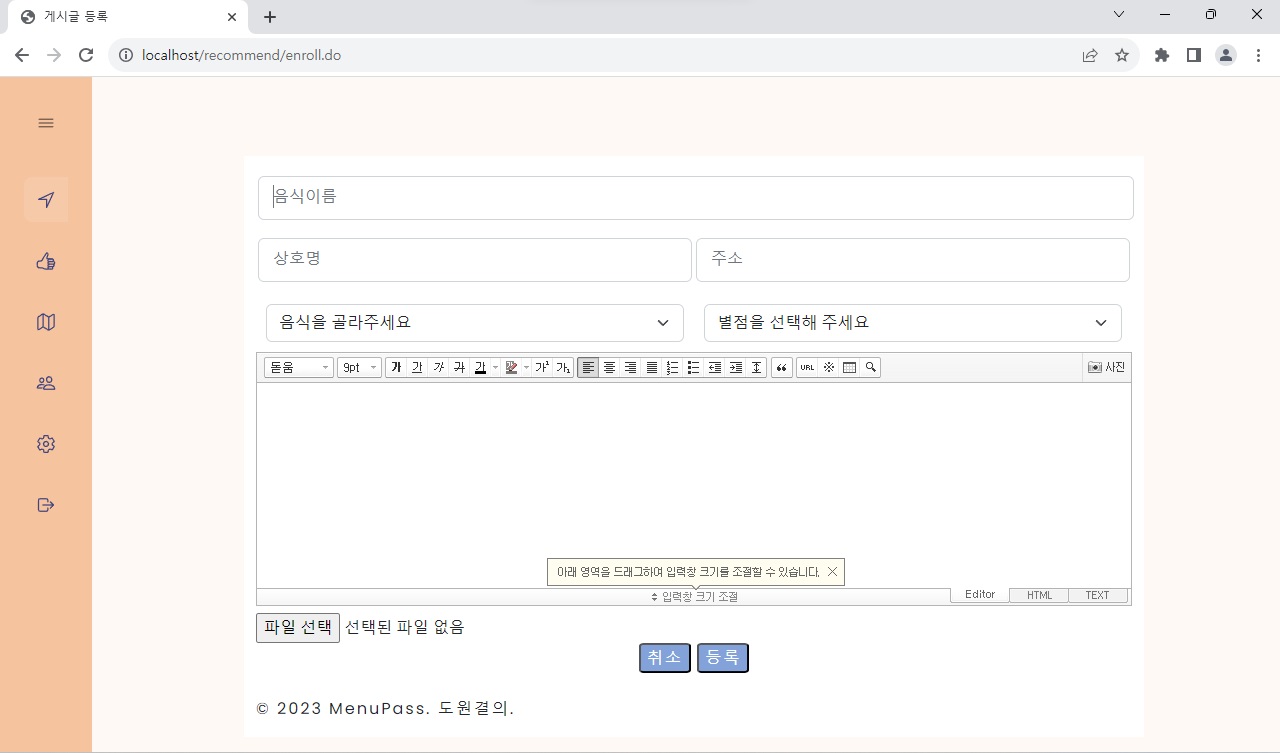 게시글 등록
localhost/recommend/enroll.do
음식이름
상호명 주소
음식을 골라주세요 별점을 선택해 주세요
돋움 9pt 가 가 가 가 가 가¹ 가₁ URL 사진
아래 영역을 드래그하여 입력창 크기를 조절할 수 있습니다.
입력창 크기 조절 Editor HTML TEXT
파일 선택 선택된 파일 없음
취소 등록
© 2023 MenuPass. 도원결의.